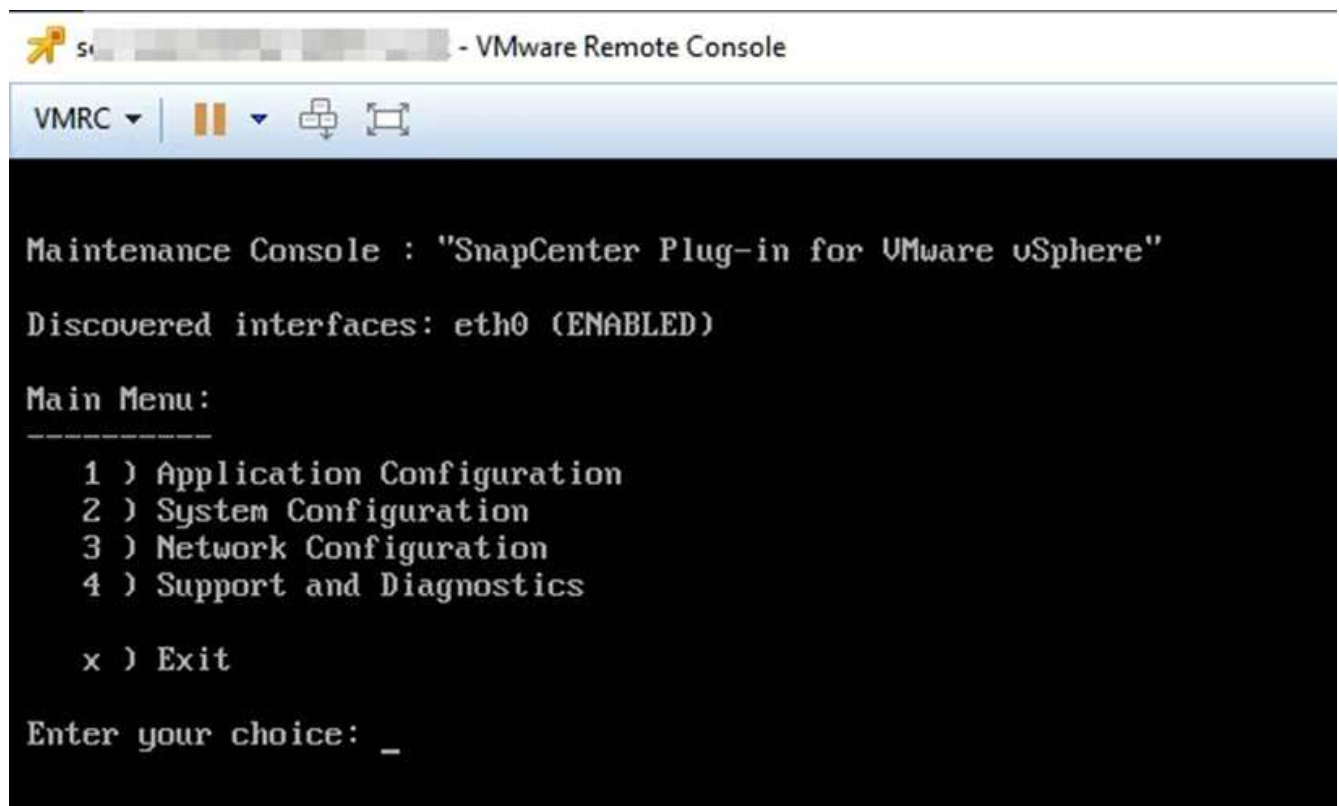 - VMware Remote Console
VMRC
Maintenance Console : "SnapCenter Plug-in for VMware vSphere"
Discovered interfaces: eth0 (ENABLED)
Main Menu:
----------
1 ) Application Configuration
2 ) System Configuration
3 ) Network Configuration
4 ) Support and Diagnostics
x ) Exit
Enter your choice: _